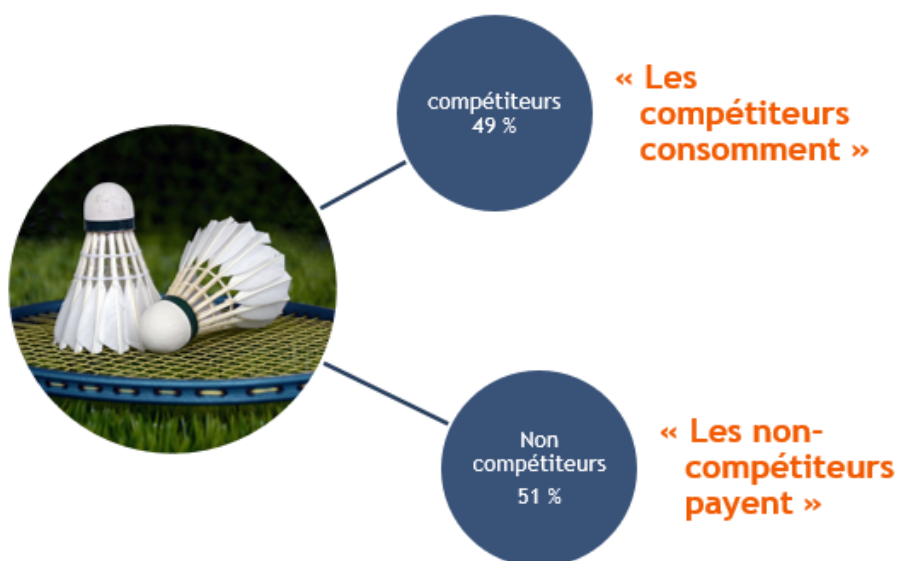 compétiteurs
49 %
« Les
compétiteurs
consomment »
Non
compétiteurs
51 %
« Les non-
compétiteurs
payent »